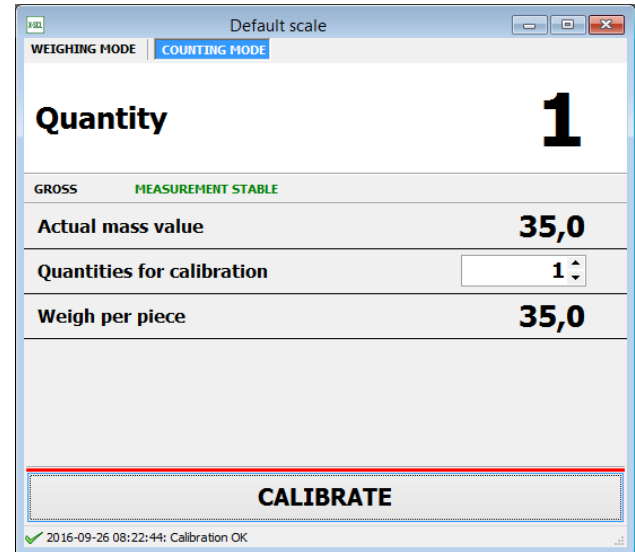 Default scale
WEIGHING MODE COUNTING MODE
Quantity 1
GROSS MEASUREMENT STABLE
Actual mass value 35,0
Quantities for calibration 1
Weigh per piece 35,0
CALIBRATE
2016-09-26 08:22:44: Calibration OK